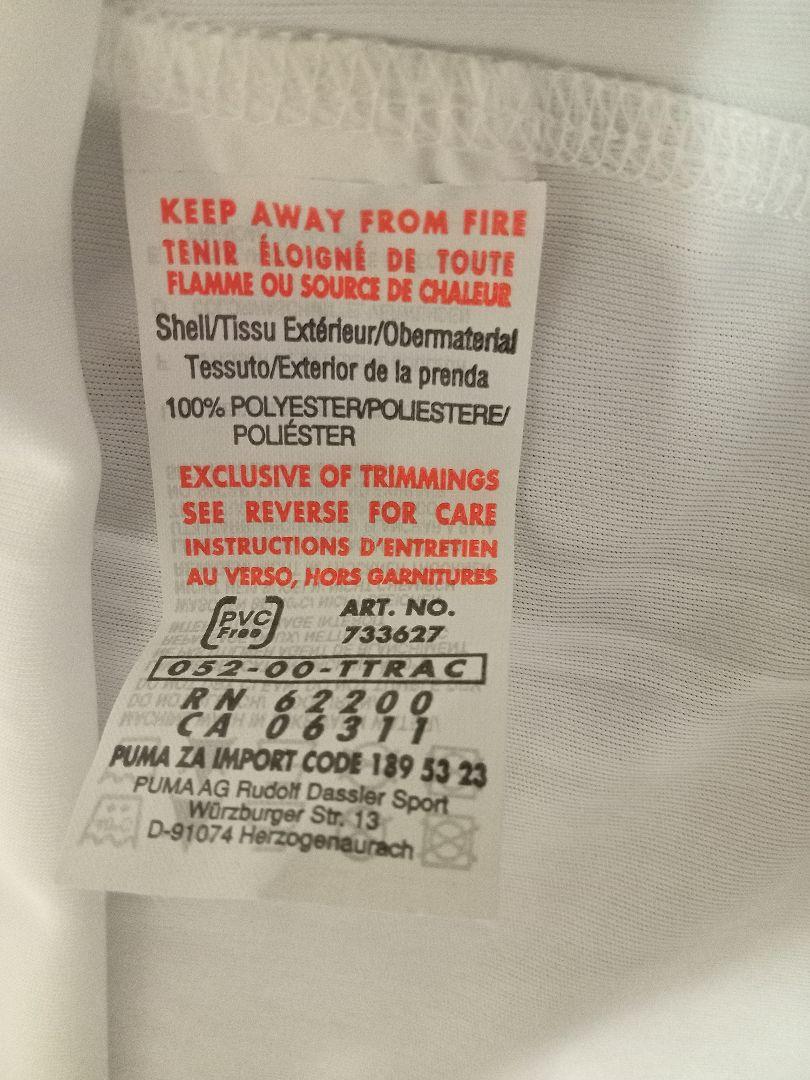 KEEP AWAY FROM FIRE
TENIR ÉLOIGNÉ DE TOUTE
FLAMME OU SOURCE DE CHALEUR
Shell/Tissu Extérieur/Obermaterial
Tessuto/Exterior de la prenda
100% POLYESTER/POLIESTERE/
POLIÉSTER
EXCLUSIVE OF TRIMMINGS
SEE REVERSE FOR CARE
INSTRUCTIONS D'ENTRETIEN
AU VERSO, HORS GARNITURES
PVC Free
ART. NO.
733627
052-00-TTRAC
RN 62200
CA 06311
PUMA ZA IMPORT CODE 189 53 23
PUMA AG Rudolf Dassler Sport
Würzburger Str. 13
D-91074 Herzogenaurach